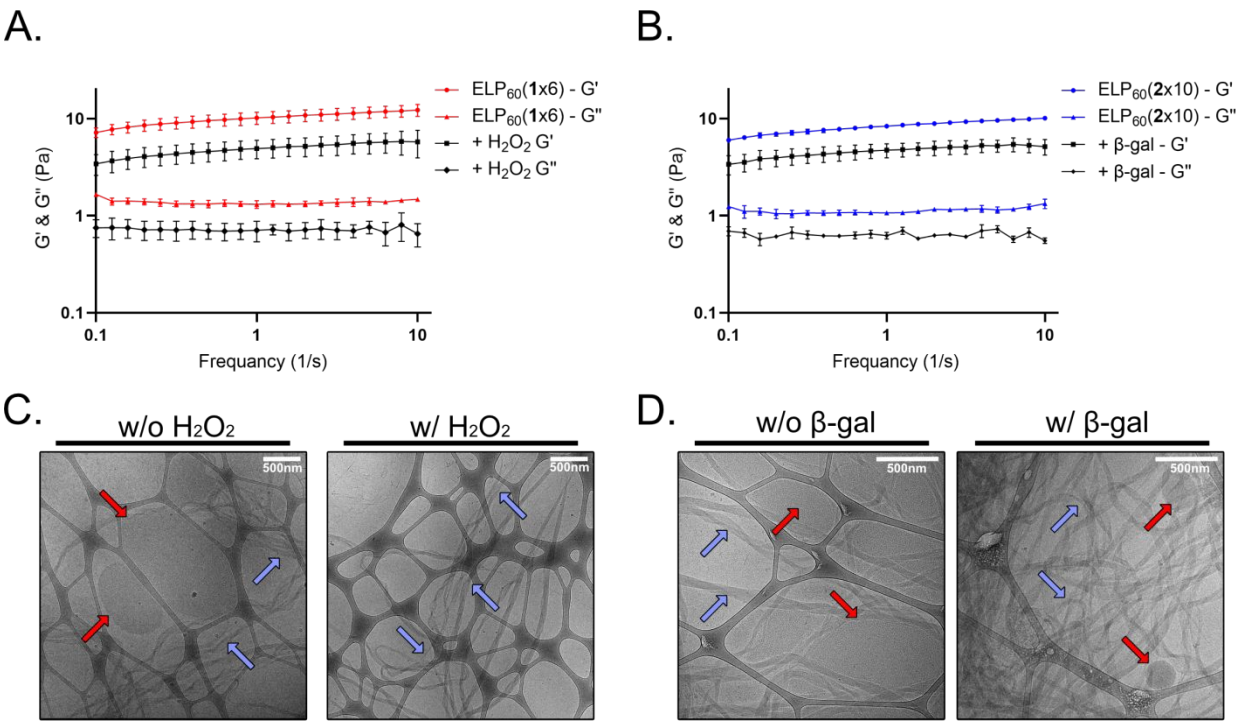 A.
10
1
0.1
G' & G'' (Pa)
0.1
1
10
Frequancy (1/s)
ELP₆₀(1x6) - G'
ELP₆₀(1x6) - G"
+ H₂O₂ G'
+ H₂O₂ G"
B.
10
1
0.1
G' & G'' (Pa)
0.1
1
10
Frequancy (1/s)
ELP₆₀(2x10) - G'
ELP₆₀(2x10) - G"
+ β-gal - G'
+ β-gal - G"
C.
w/o H₂O₂
500nm
w/ H₂O₂
500nm
D.
w/o β-gal
500nm
w/ β-gal
500nm